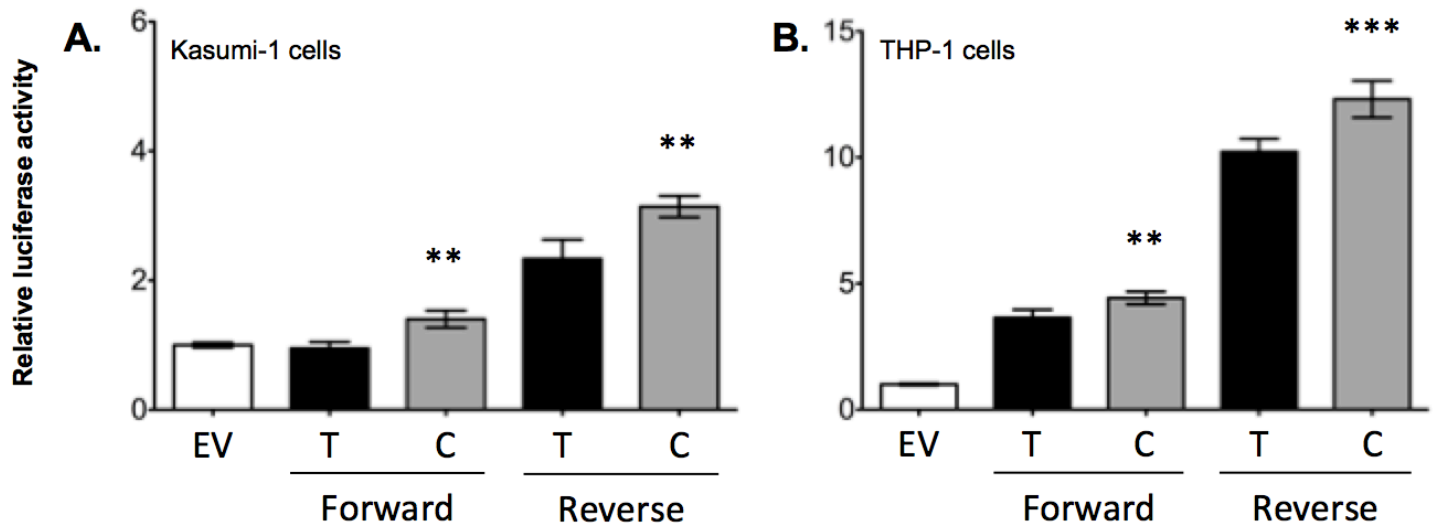 A.
Kasumi-1 cells
Relative luciferase activity
6
4
2
0
**
**
EV T C T C
Forward Reverse
B.
THP-1 cells
15
10
5
0
**
***
EV T C T C
Forward Reverse